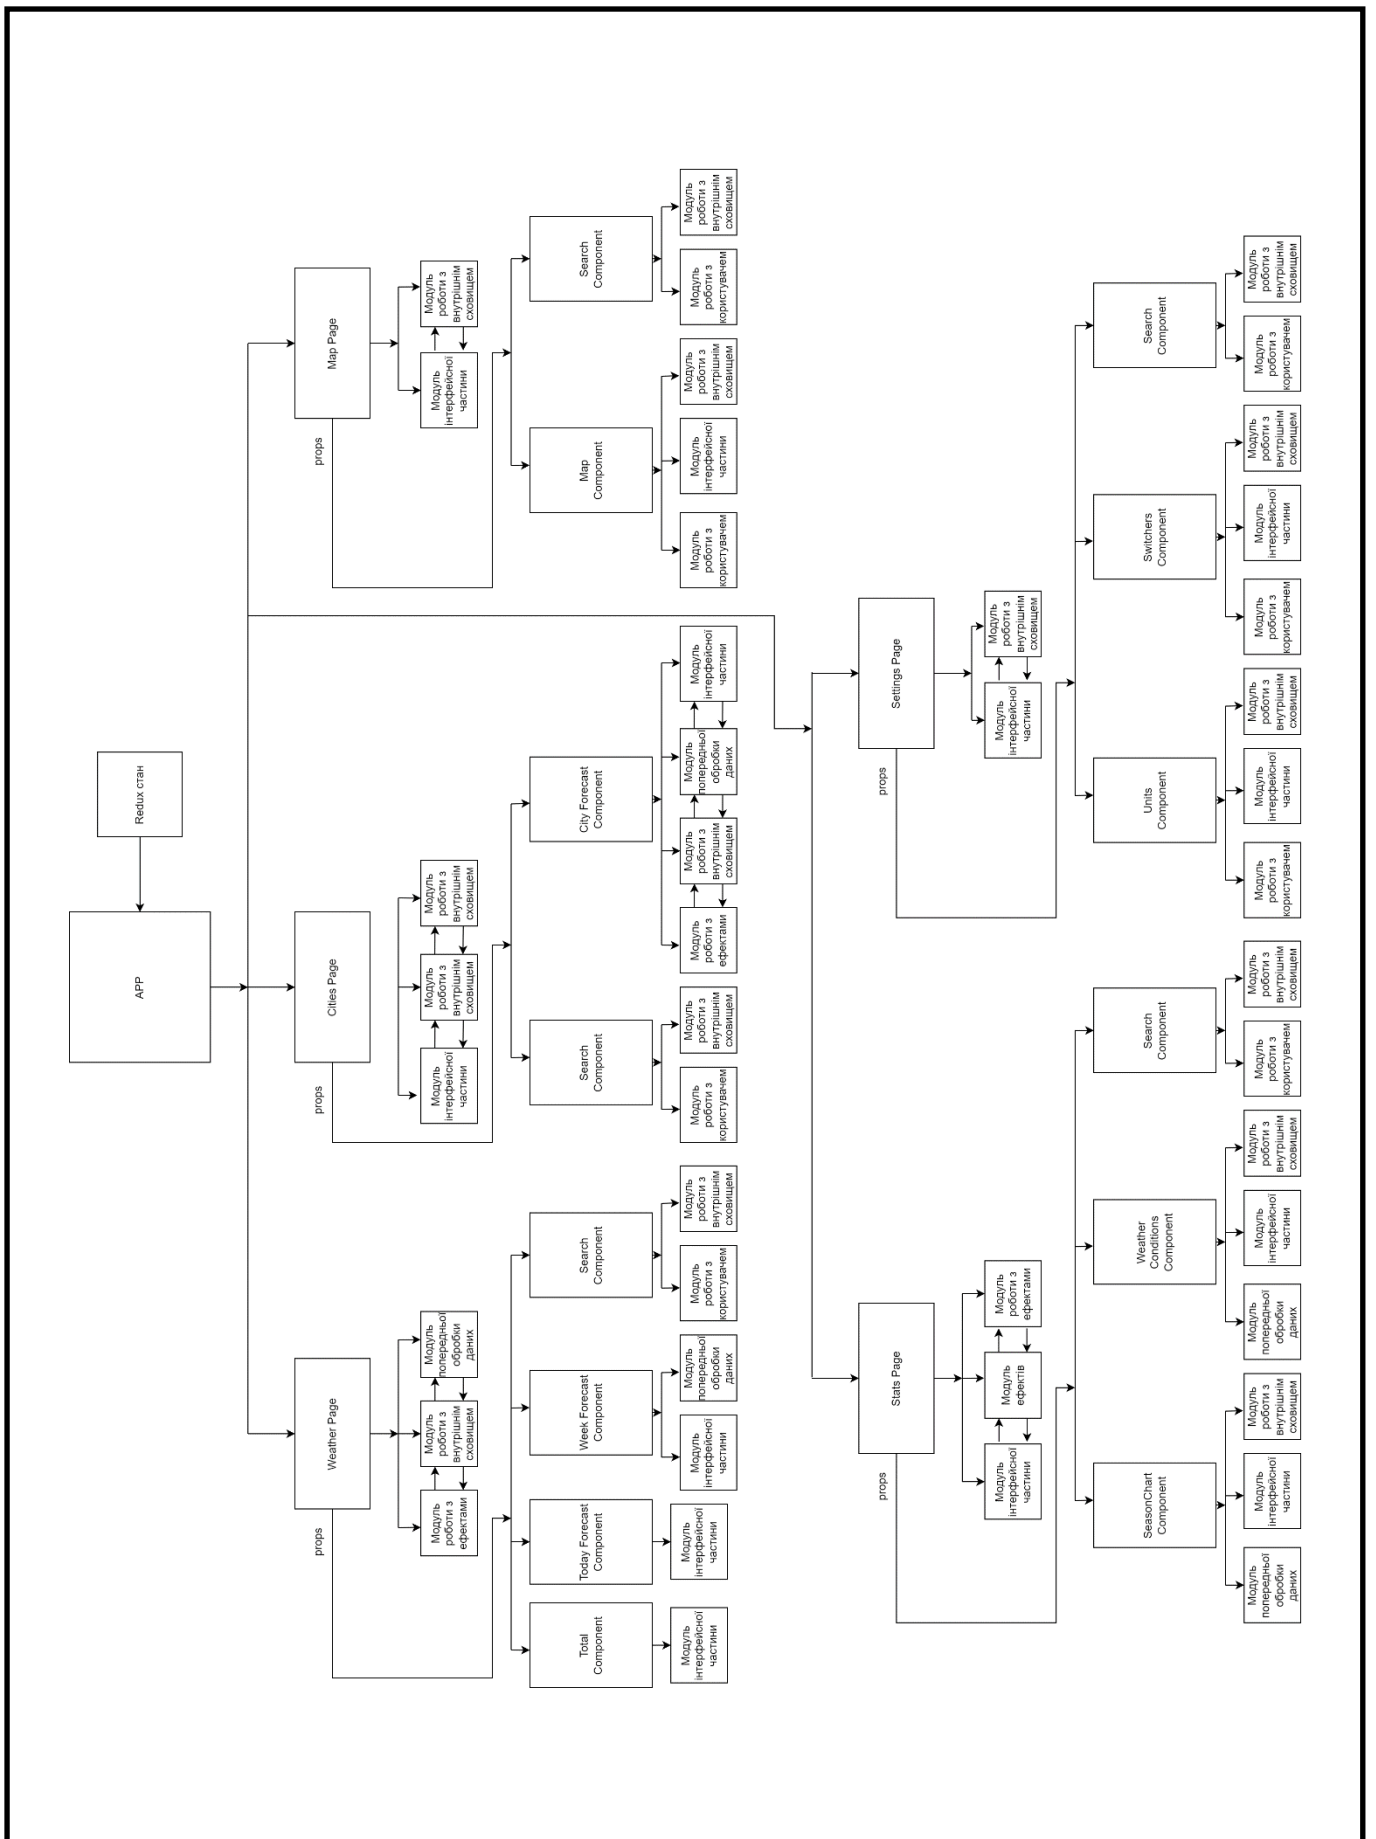 APP
Redux стан
props
Weather Page
props
Cities Page
props
Map Page
Модуль
роботи з
ефектами
Модуль
роботи з
внутрішнім
сховищем
Модуль
попередньої
обробки
даних
Модуль
інтерфейсної
частини
Модуль
роботи з
внутрішнім
сховищем
Модуль
роботи з
внутрішнім
сховищем
Модуль
інтерфейсної
частини
Модуль
роботи з
внутрішнім
сховищем
Total
Component
Today Forecast
Component
Week Forecast
Component
Search
Component
Search
Component
City Forecast
Component
Map
Component
Search
Component
Модуль
інтерфейсної
частини
Модуль
інтерфейсної
частини
Модуль
інтерфейсної
частини
Модуль
попередньої
обробки
даних
Модуль
роботи з
користувачем
Модуль
роботи з
внутрішнім
сховищем
Модуль
роботи з
користувачем
Модуль
роботи з
внутрішнім
сховищем
Модуль
роботи з
ефектами
Модуль
роботи з
внутрішнім
сховищем
Модуль
попередньої
обробки
даних
Модуль
інтерфейсної
частини
Модуль
роботи з
користувачем
Модуль
інтерфейсної
частини
Модуль
роботи з
внутрішнім
сховищем
Модуль
роботи з
користувачем
Модуль
роботи з
внутрішнім
сховищем
props
Stats Page
props
Settings Page
Модуль
інтерфейсної
частини
Модуль
ефектів
Модуль
роботи з
ефектами
Модуль
інтерфейсної
частини
Модуль
роботи з
внутрішнім
сховищем
SeasonChart
Component
Weather
Conditions
Component
Search
Component
Units
Component
Switchers
Component
Search
Component
Модуль
попередньої
обробки
даних
Модуль
інтерфейсної
частини
Модуль
роботи з
внутрішнім
сховищем
Модуль
попередньої
обробки
даних
Модуль
інтерфейсної
частини
Модуль
роботи з
внутрішнім
сховищем
Модуль
роботи з
користувачем
Модуль
роботи з
внутрішнім
сховищем
Модуль
роботи з
користувачем
Модуль
інтерфейсної
частини
Модуль
роботи з
внутрішнім
сховищем
Модуль
роботи з
користувачем
Модуль
інтерфейсної
частини
Модуль
роботи з
внутрішнім
сховищем
Модуль
роботи з
користувачем
Модуль
роботи з
внутрішнім
сховищем